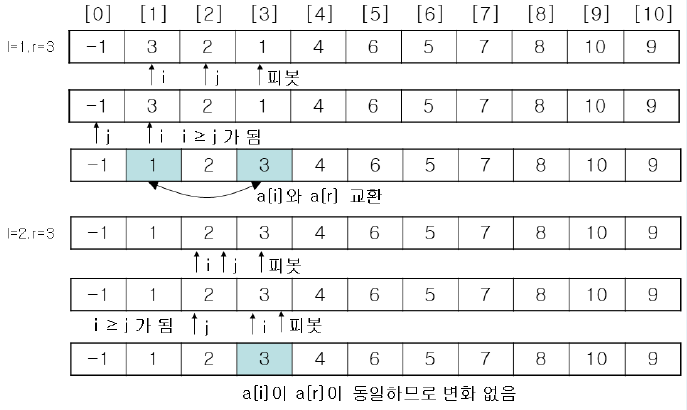 [0] [1] [2] [3] [4] [5] [6] [7] [8] [9] [10]
l=1,r=3 -1 3 2 1 4 6 5 7 8 10 9
i j 피봇
-1 3 2 1 4 6 5 7 8 10 9
j i i ≥ j 가 됨
-1 1 2 3 4 6 5 7 8 10 9
a[i]와 a[r] 교환
l=2,r=3 -1 1 2 3 4 6 5 7 8 10 9
i j 피봇
-1 1 2 3 4 6 5 7 8 10 9
i ≥ j 가 됨 j i 피봇
-1 1 2 3 4 6 5 7 8 10 9
a[i]이 a[r]이 동일하므로 변화 없음